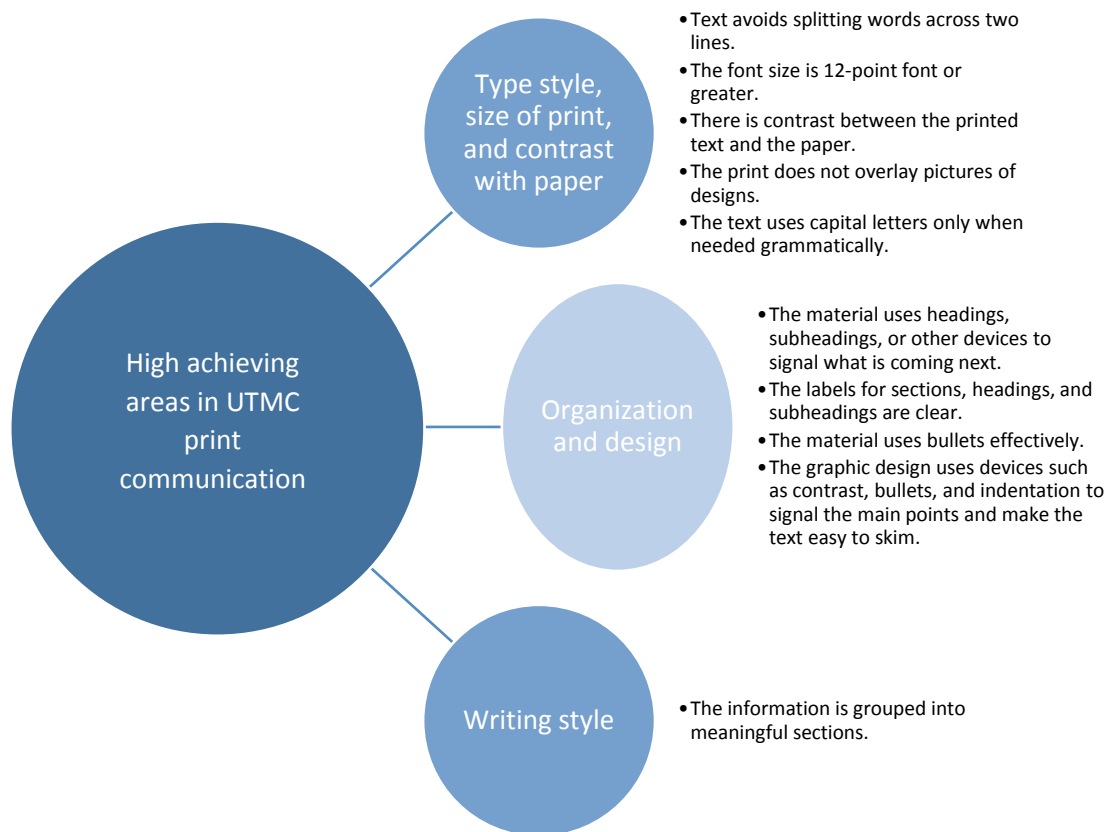 High achieving
areas in UTMC
print
communication
Type style,
size of print,
and contrast
with paper
•Text avoids splitting words across two
lines.
•The font size is 12-point font or
greater.
•There is contrast between the printed
text and the paper.
•The print does not overlay pictures of
designs.
•The text uses capital letters only when
needed grammatically.
Organization
and design
•The material uses headings,
subheadings, or other devices to
signal what is coming next.
•The labels for sections, headings, and
subheadings are clear.
•The material uses bullets effectively.
•The graphic design uses devices such
as contrast, bullets, and indentation to
signal the main points and make the
text easy to skim.
Writing style
•The information is grouped into
meaningful sections.